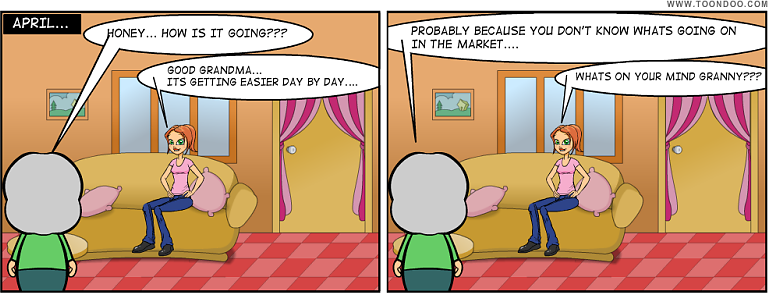 WWW.TOONDOO.COM
APRIL...
HONEY... HOW IS IT GOING???
GOOD GRANDMA...
ITS GETTING EASIER DAY BY DAY....
PROBABLY BECAUSE YOU DON'T KNOW WHATS GOING ON
IN THE MARKET....
WHATS ON YOUR MIND GRANNY???